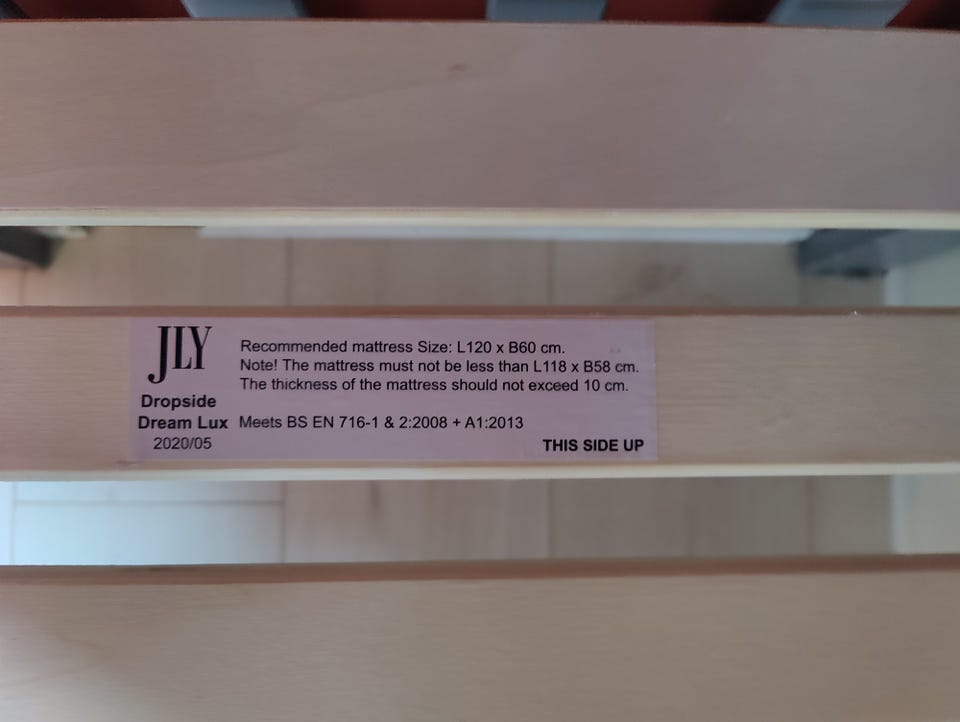 JLY
Dropside
Dream Lux
2020/05
Recommended mattress Size: L120 x B60 cm.
Note! The mattress must not be less than L118 x B58 cm.
The thickness of the mattress should not exceed 10 cm.
Meets BS EN 716-1 & 2:2008 + A1:2013
THIS SIDE UP